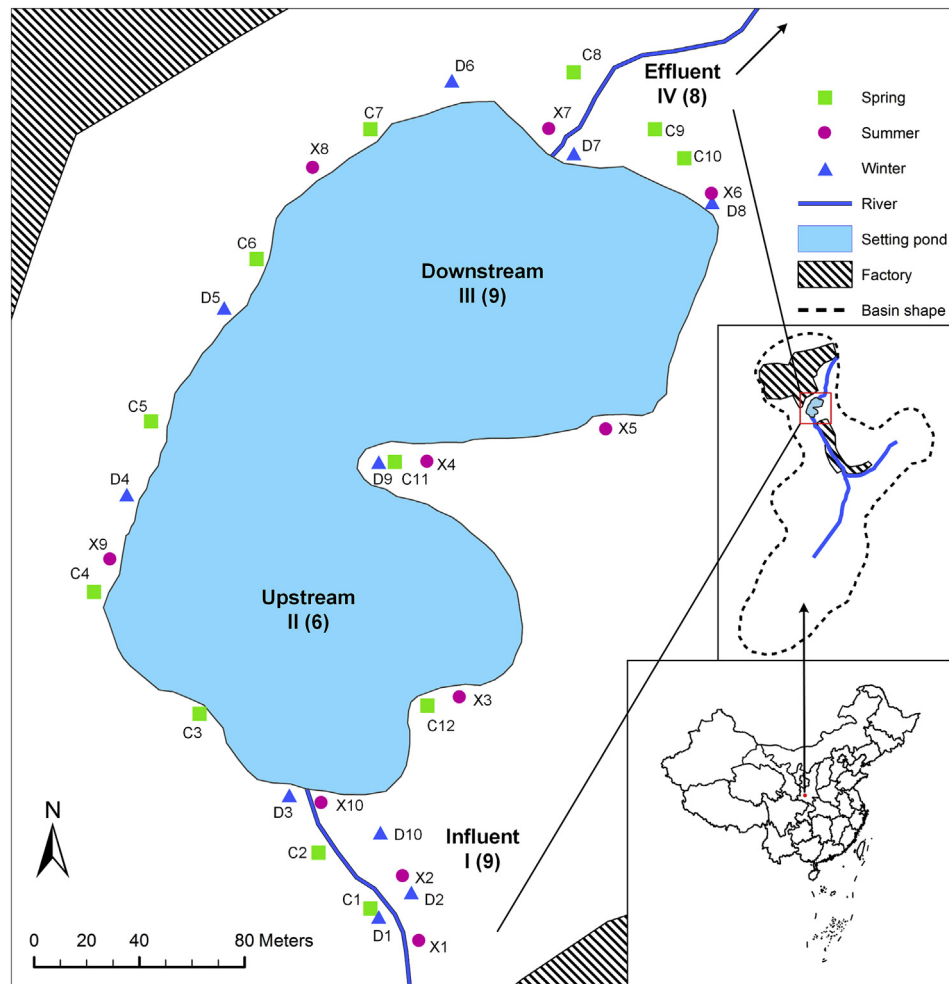 D6
C8
Effluent
IV (8)
C7
X7
C9
D7
C10
X8
X6
D8
Spring
Summer
Winter
River
Setting pond
Factory
Basin shape
C6
Downstream
III (9)
D5
C5
X5
X4
D9
C11
D4
X9
C4
Upstream
II (6)
X3
C3
C12
D3
X10
D10
Influent
I (9)
C2
X2
D2
C1
D1
X1
N
0 20 40 80 Meters